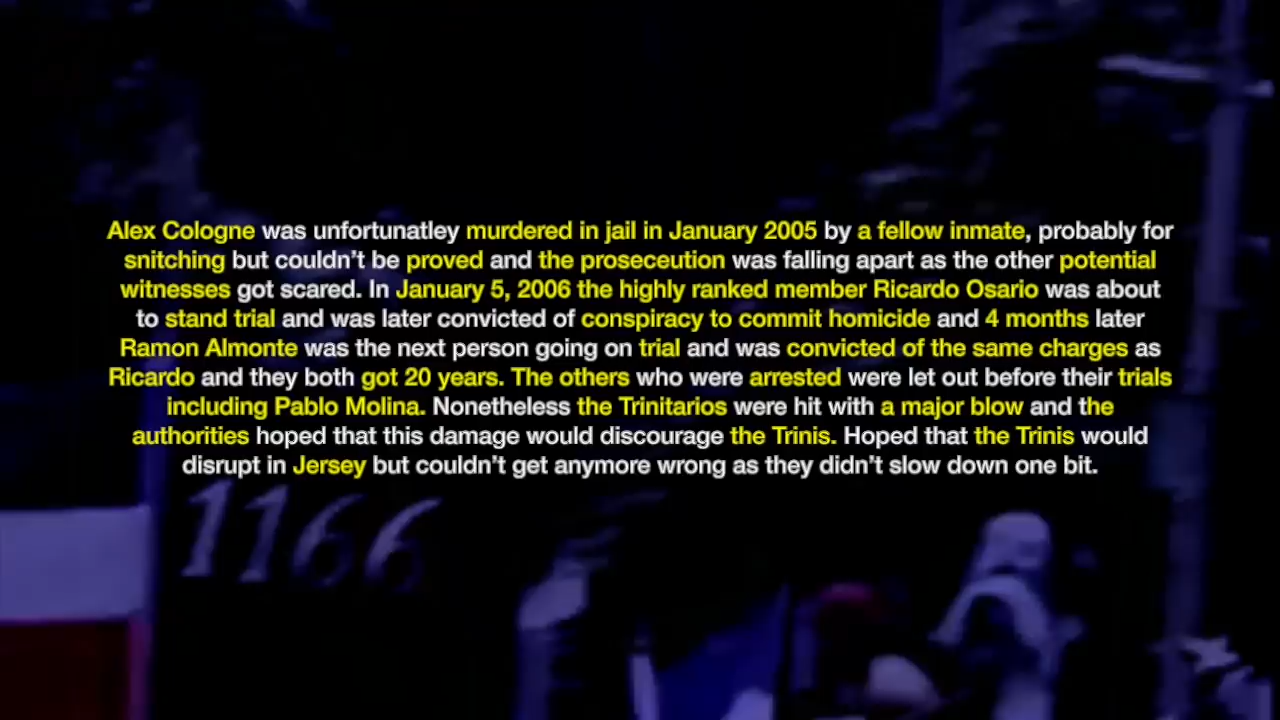 Alex Cologne was unfortunatley murdered in jail in January 2005 by a fellow inmate, probably for
snitching but couldn't be proved and the proseceution was falling apart as the other potential
witnesses got scared. In January 5, 2006 the highly ranked member Ricardo Osario was about
to stand trial and was later convicted of conspiracy to commit homicide and 4 months later
Ramon Almonte was the next person going on trial and was convicted of the same charges as
Ricardo and they both got 20 years. The others who were arrested were let out before their trials
including Pablo Molina. Nonetheless the Trinitarios were hit with a major blow and the
authorities hoped that this damage would discourage the Trinis. Hoped that the Trinis would
disrupt in Jersey but couldn't get anymore wrong as they didn't slow down one bit.
1166